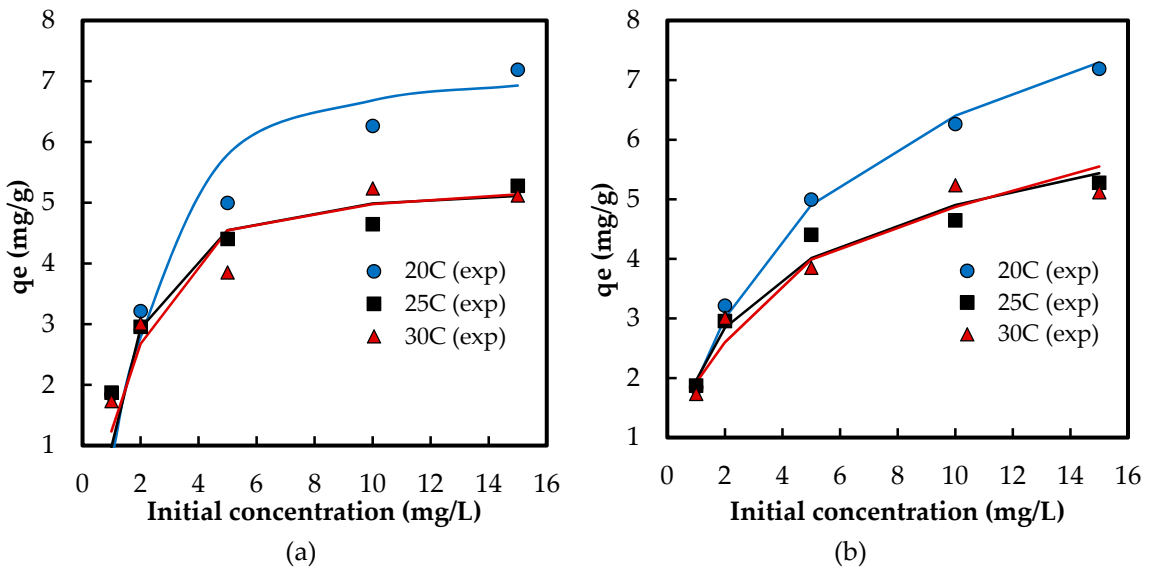 8
7
6
5
4
3
2
1
qe (mg/g)
20C (exp)
25C (exp)
30C (exp)
0 2 4 6 8 10 12 14 16
Initial concentration (mg/L)
(a)
8
7
6
5
4
3
2
1
qe (mg/g)
20C (exp)
25C (exp)
30C (exp)
0 2 4 6 8 10 12 14 16
Initial concentration (mg/L)
(b)